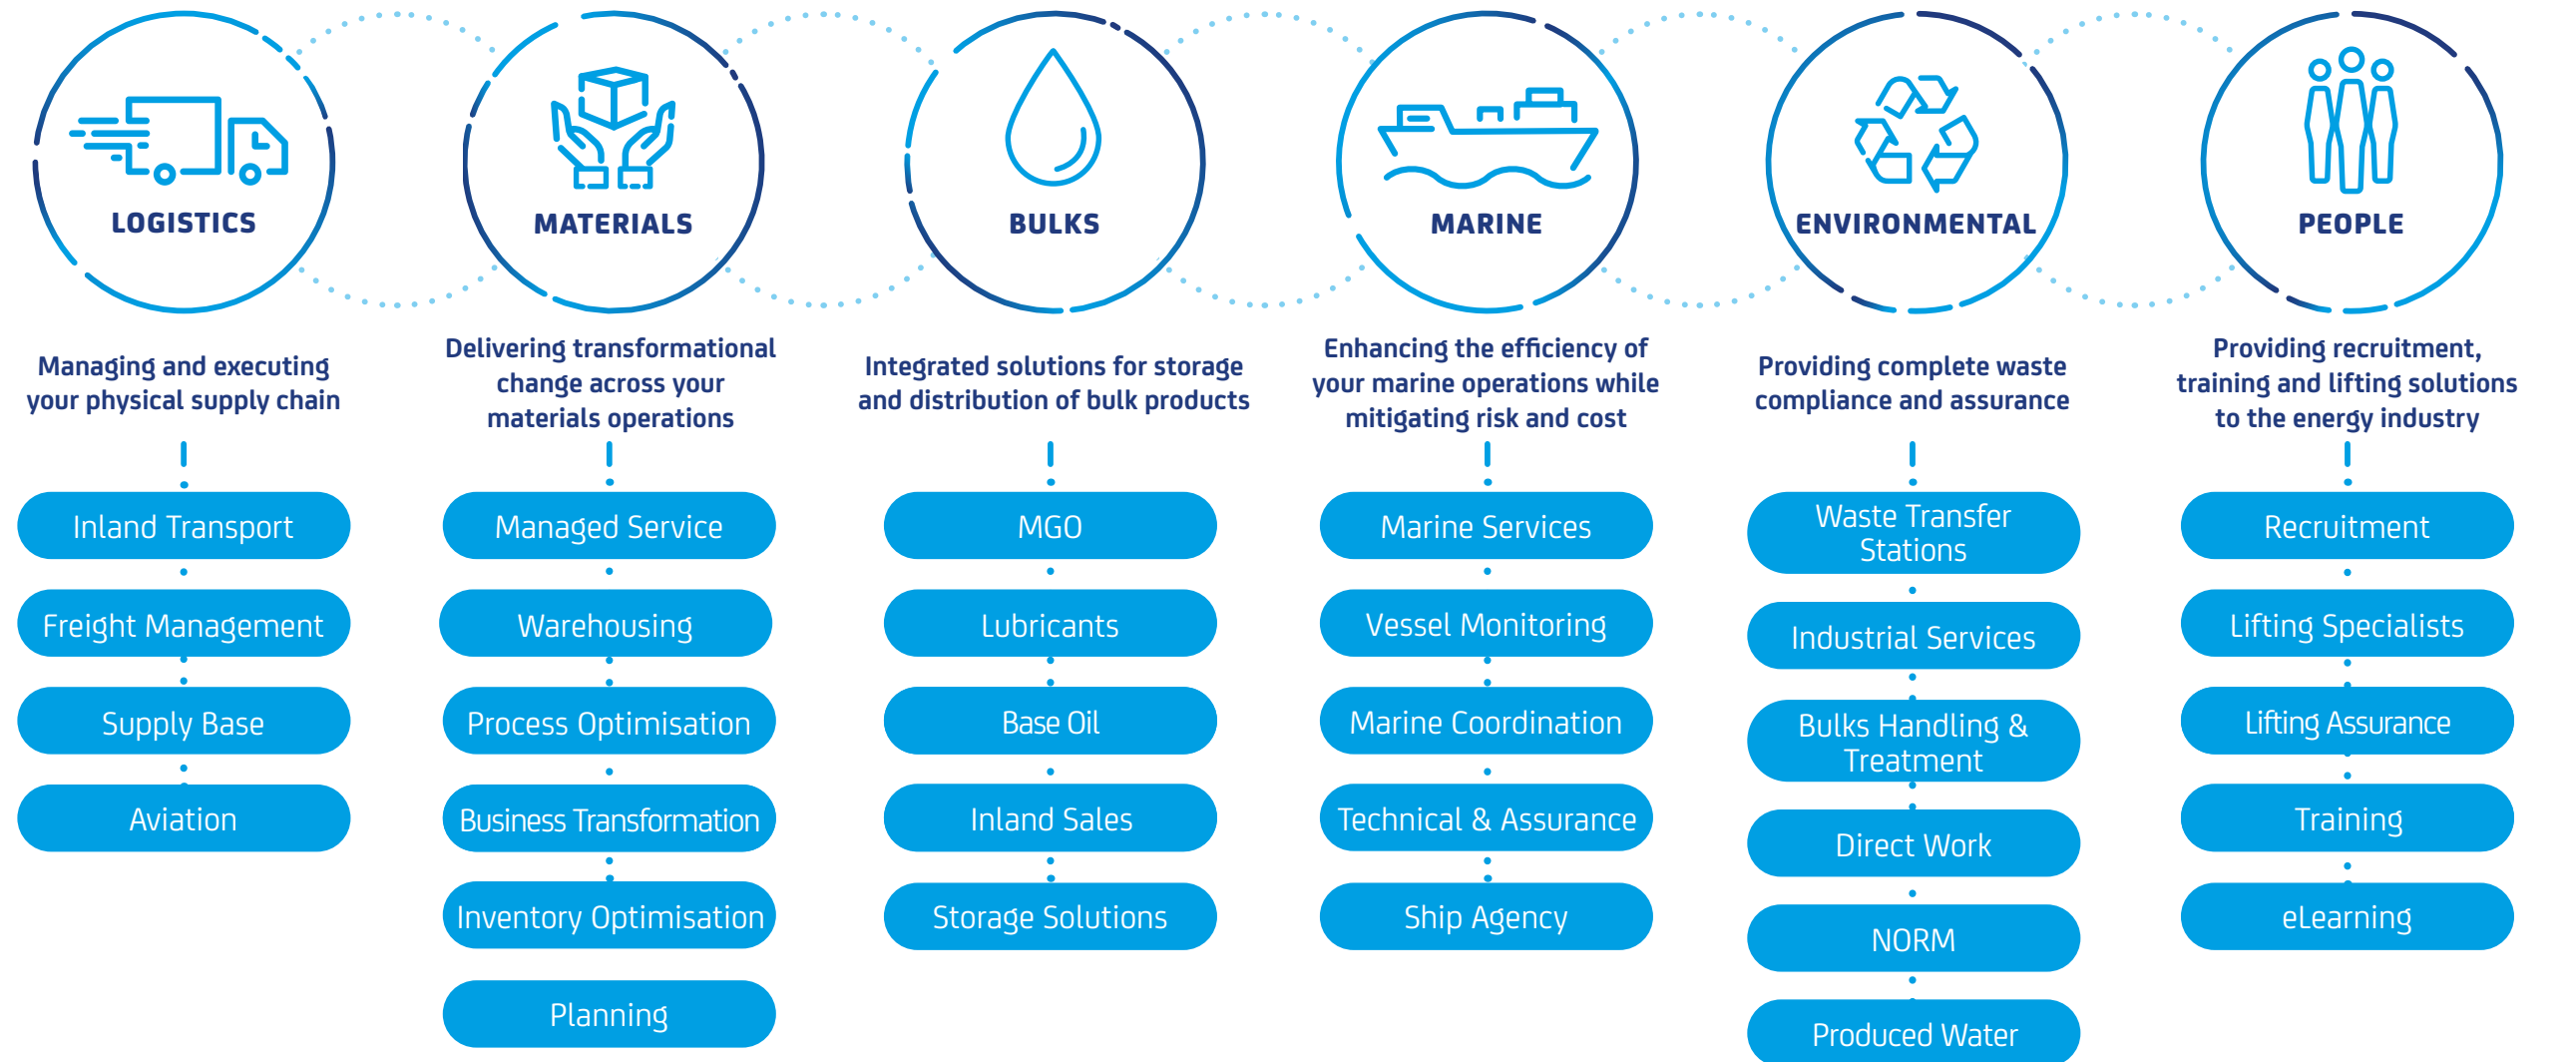 LOGISTICS
Managing and executing
your physical supply chain
Inland Transport
Freight Management
Supply Base
Aviation
MATERIALS
Delivering transformational
change across your
materials operations
Managed Service
Warehousing
Process Optimisation
Business Transformation
Inventory Optimisation
Planning
BULKS
Integrated solutions for storage
and distribution of bulk products
MGO
Lubricants
Base Oil
Inland Sales
Storage Solutions
MARINE
Enhancing the efficiency of
your marine operations while
mitigating risk and cost
Marine Services
Vessel Monitoring
Marine Coordination
Technical & Assurance
Ship Agency
ENVIRONMENTAL
Providing complete waste
compliance and assurance
Waste Transfer
Stations
Industrial Services
Bulks Handling &
Treatment
Direct Work
NORM
Produced Water
PEOPLE
Providing recruitment,
training and lifting solutions
to the energy industry
Recruitment
Lifting Specialists
Lifting Assurance
Training
eLearning